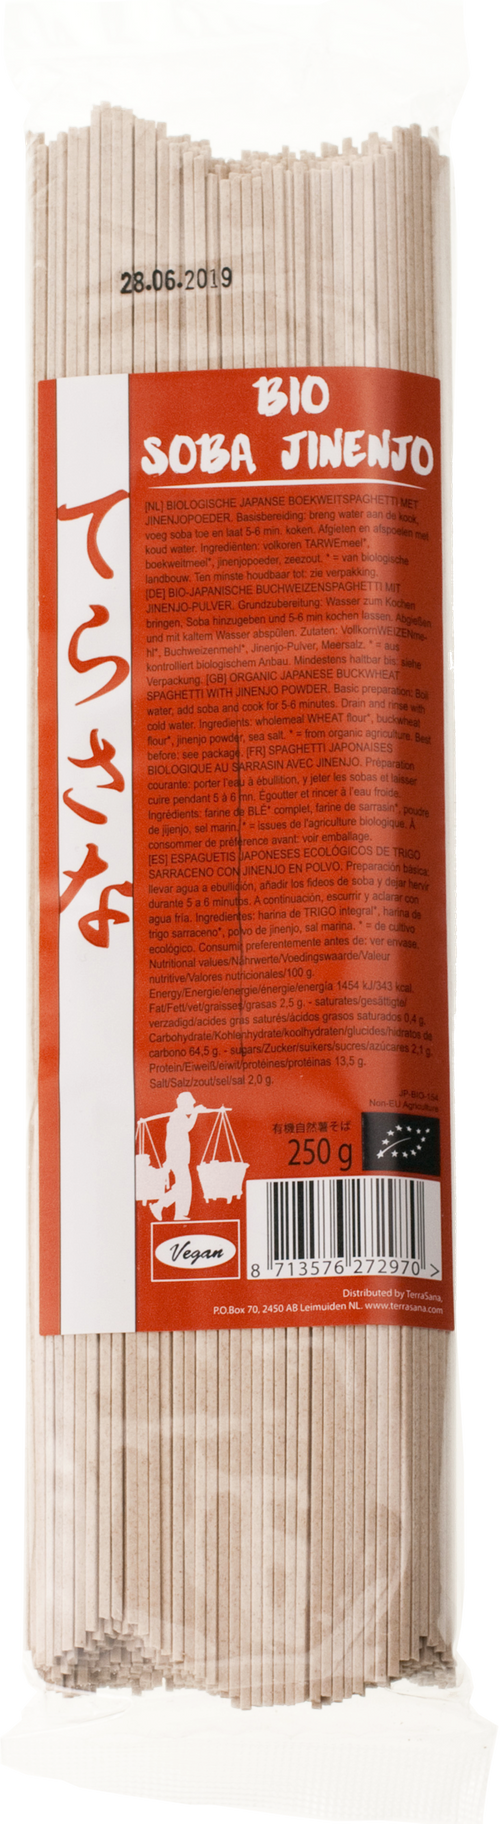 28.06.2019
BIO
SOBA JINENJO
てらさな
[NL] BIOLOGISCHE JAPANSE BOEKWEITSPAGHETTI MET
JINENJOPOEDER. Basisbereiding: breng water aan de kook,
voeg soba toe en laat 5-6 min. koken. Afgieten en afspoelen met
koud water. Ingrediënten: volkoren TARWEmeel*,
boekweitmeel*, jinenjopoeder, zeezout. * = van biologische
landbouw. Ten minste houdbaar tot: zie verpakking.
[DE] BIO-JAPANISCHE BUCHWEIZENSPAGHETTI MIT
JINENJO-PULVER. Grundzubereitung: Wasser zum Kochen
bringen, Soba hinzugeben und 5-6 min kochen lassen. Abgießen
und mit kaltem Wasser abspülen. Zutaten: VollkornWEIZENme-
hl*, Buchweizenmehl*, Jinenjo-Pulver, Meersalz. * = aus
kontrolliert biologischem Anbau. Mindestens haltbar bis: siehe
Verpackung. [GB] ORGANIC JAPANESE BUCKWHEAT
SPAGHETTI WITH JINENJO POWDER. Basic preparation: Boil
water, add soba and cook for 5-6 minutes. Drain and rinse with
cold water. Ingredients: wholemeal WHEAT flour*, buckwheat
flour*, jinenjo powder, sea salt. * = from organic agriculture. Best
before: see package. [FR] SPAGHETTI JAPONAISES
BIOLOGIQUE AU SARRASIN AVEC JINENJO. Préparation
courante: porter l'eau à ébullition, y jeter les sobas et laisser
cuire pendant 5 à 6 mn. Égoutter et rincer à l'eau froide.
Ingrédients: farine de BLÉ* complet, farine de sarrasin*, poudre
de jijenjo, sel marin. * = issues de l'agriculture biologique. À
consommer de préférence avant: voir emballage.
[ES] ESPAGUETIS JAPONESES ECOLÓGICOS DE TRIGO
SARRACENO CON JINENJO EN POLVO. Preparación básica:
llevar agua a ebullición, añadir los fideos de soba y dejar hervir
durante 5 a 6 minutos. A continuación, escurrir y aclarar con
agua fría. Ingredientes: harina de TRIGO integral*, harina de
trigo sarraceno*, polvo de jinenjo, sal marina. * = de cultivo
ecológico. Consumir preferentemente antes de: ver envase.
Nutritional values/Nährwerte/Voedingswaarde/Valeur
nutritive/Valores nutricionales/100 g.
Energy/Energie/energie/énergie/energía 1454 kJ/343 kcal.
Fat/Fett/vet/graisses/grasas 2,5 g. - saturates/gesättigte/
verzadigd/acides gras saturés/ácidos grasos saturados 0,4 g.
Carbohydrate/Kohlenhydrate/koolhydraten/glucides/hidratos de
carbono 64,5 g. - sugars/Zucker/suikers/sucres/azúcares 2,1 g.
Protein/Eiweiß/eiwit/protéines/proteínas 13,5 g.
Salt/Salz/zout/sel/sal 2,0 g.
JP-BIO-154
Non-EU Agriculture
有機自然薯そば
250 g
Vegan
8 713576 272970 >
Distributed by TerraSana,
P.O.Box 70, 2450 AB Leimuiden NL. www.terrasana.com